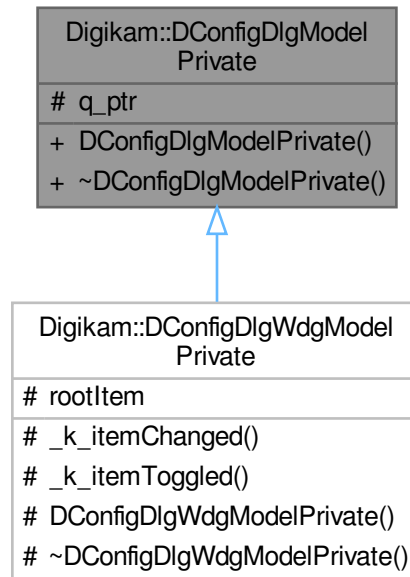 Digikam::DConfigDlgModel
Private
# q_ptr
+ DConfigDlgModelPrivate()
+ ~DConfigDlgModelPrivate()
Digikam::DConfigDlgWdgModel
Private
# rootItem
# _k_itemChanged()
# _k_itemToggled()
# DConfigDlgWdgModelPrivate()
# ~DConfigDlgWdgModelPrivate()